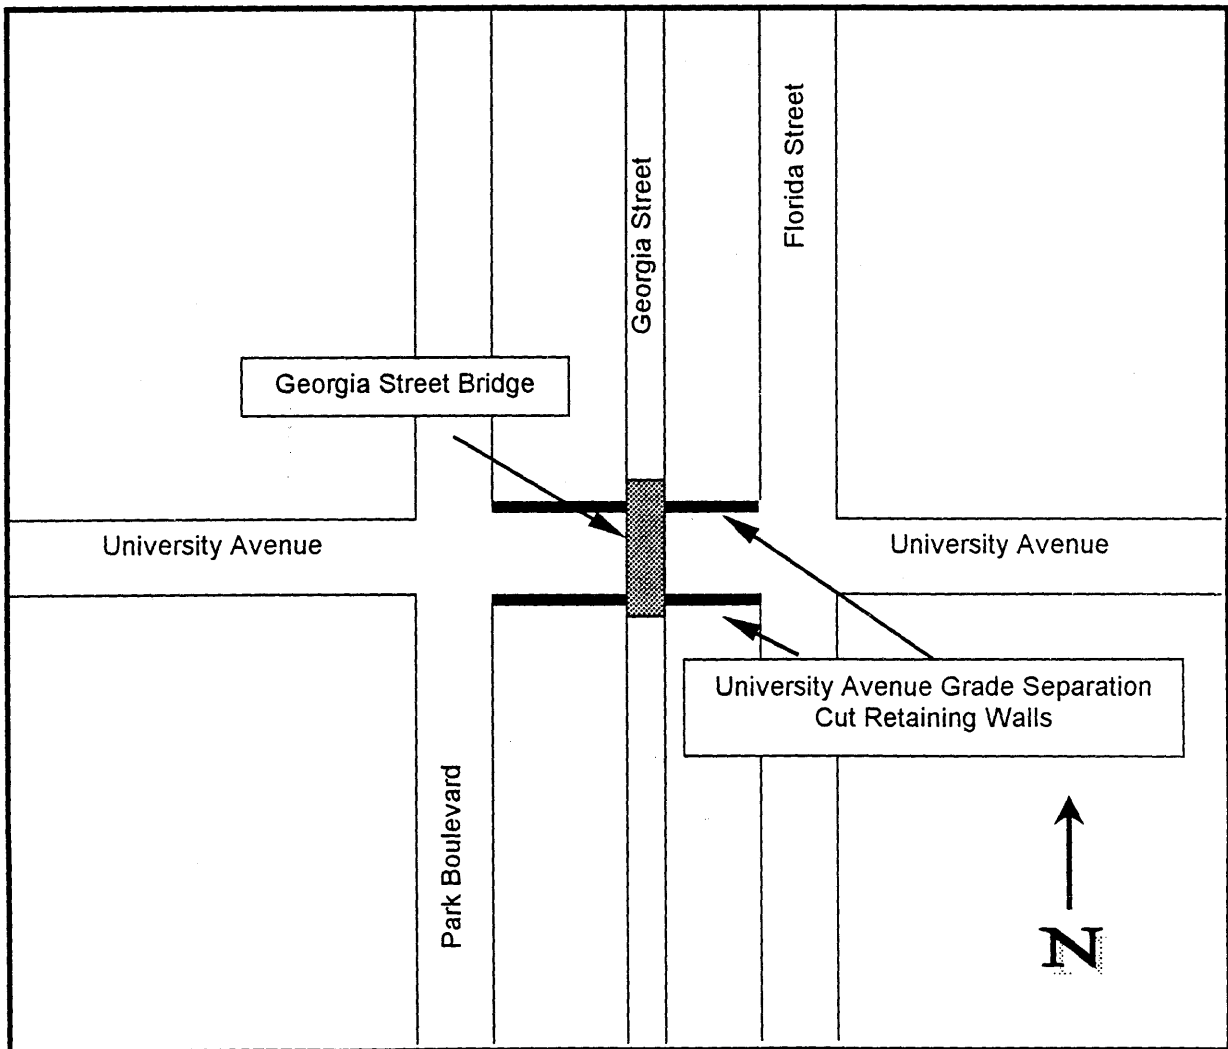 Florida Street
Georgia Street
Georgia Street Bridge
University Avenue
University Avenue
University Avenue Grade Separation
Cut Retaining Walls
Park Boulevard
N